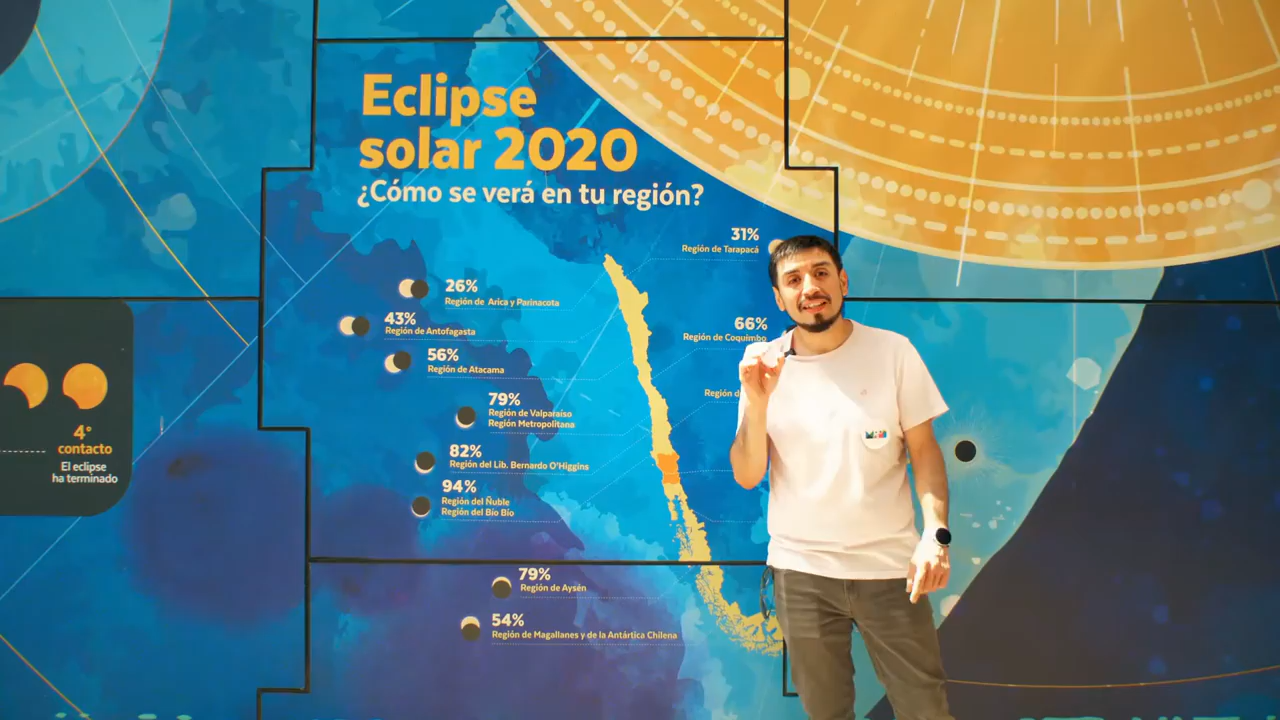 Eclipse
solar 2020
¿Cómo se verá en tu región?
31%
Región de Tarapacá
26%
Región de Arica y Parinacota
43%
Región de Antofagasta
66%
Región de Coquimbo
56%
Región de Atacama
Región d
79%
Región de Valparaíso
Región Metropolitana
82%
Región del Lib. Bernardo O'Higgins
94%
Región del Ñuble
Región del Bío Bío
79%
Región de Aysén
54%
Región de Magallanes y de la Antártica Chilena
4°
contacto
El eclipse
ha terminado